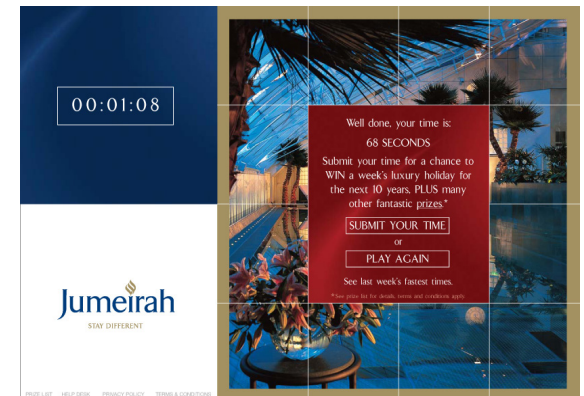 00:01:08
Well done, your time is:
68 SECONDS
Submit your time for a chance to
WIN a week's luxury holiday for
the next 10 years, PLUS many
other fantastic prizes.*
SUBMIT YOUR TIME
or
PLAY AGAIN
See last week's fastest times.
*See prize list for details, terms and conditions apply.
Jumeirah
STAY DIFFERENT
PRIZE LIST HELP DESK PRIVACY POLICY TERMS & CONDITIONS